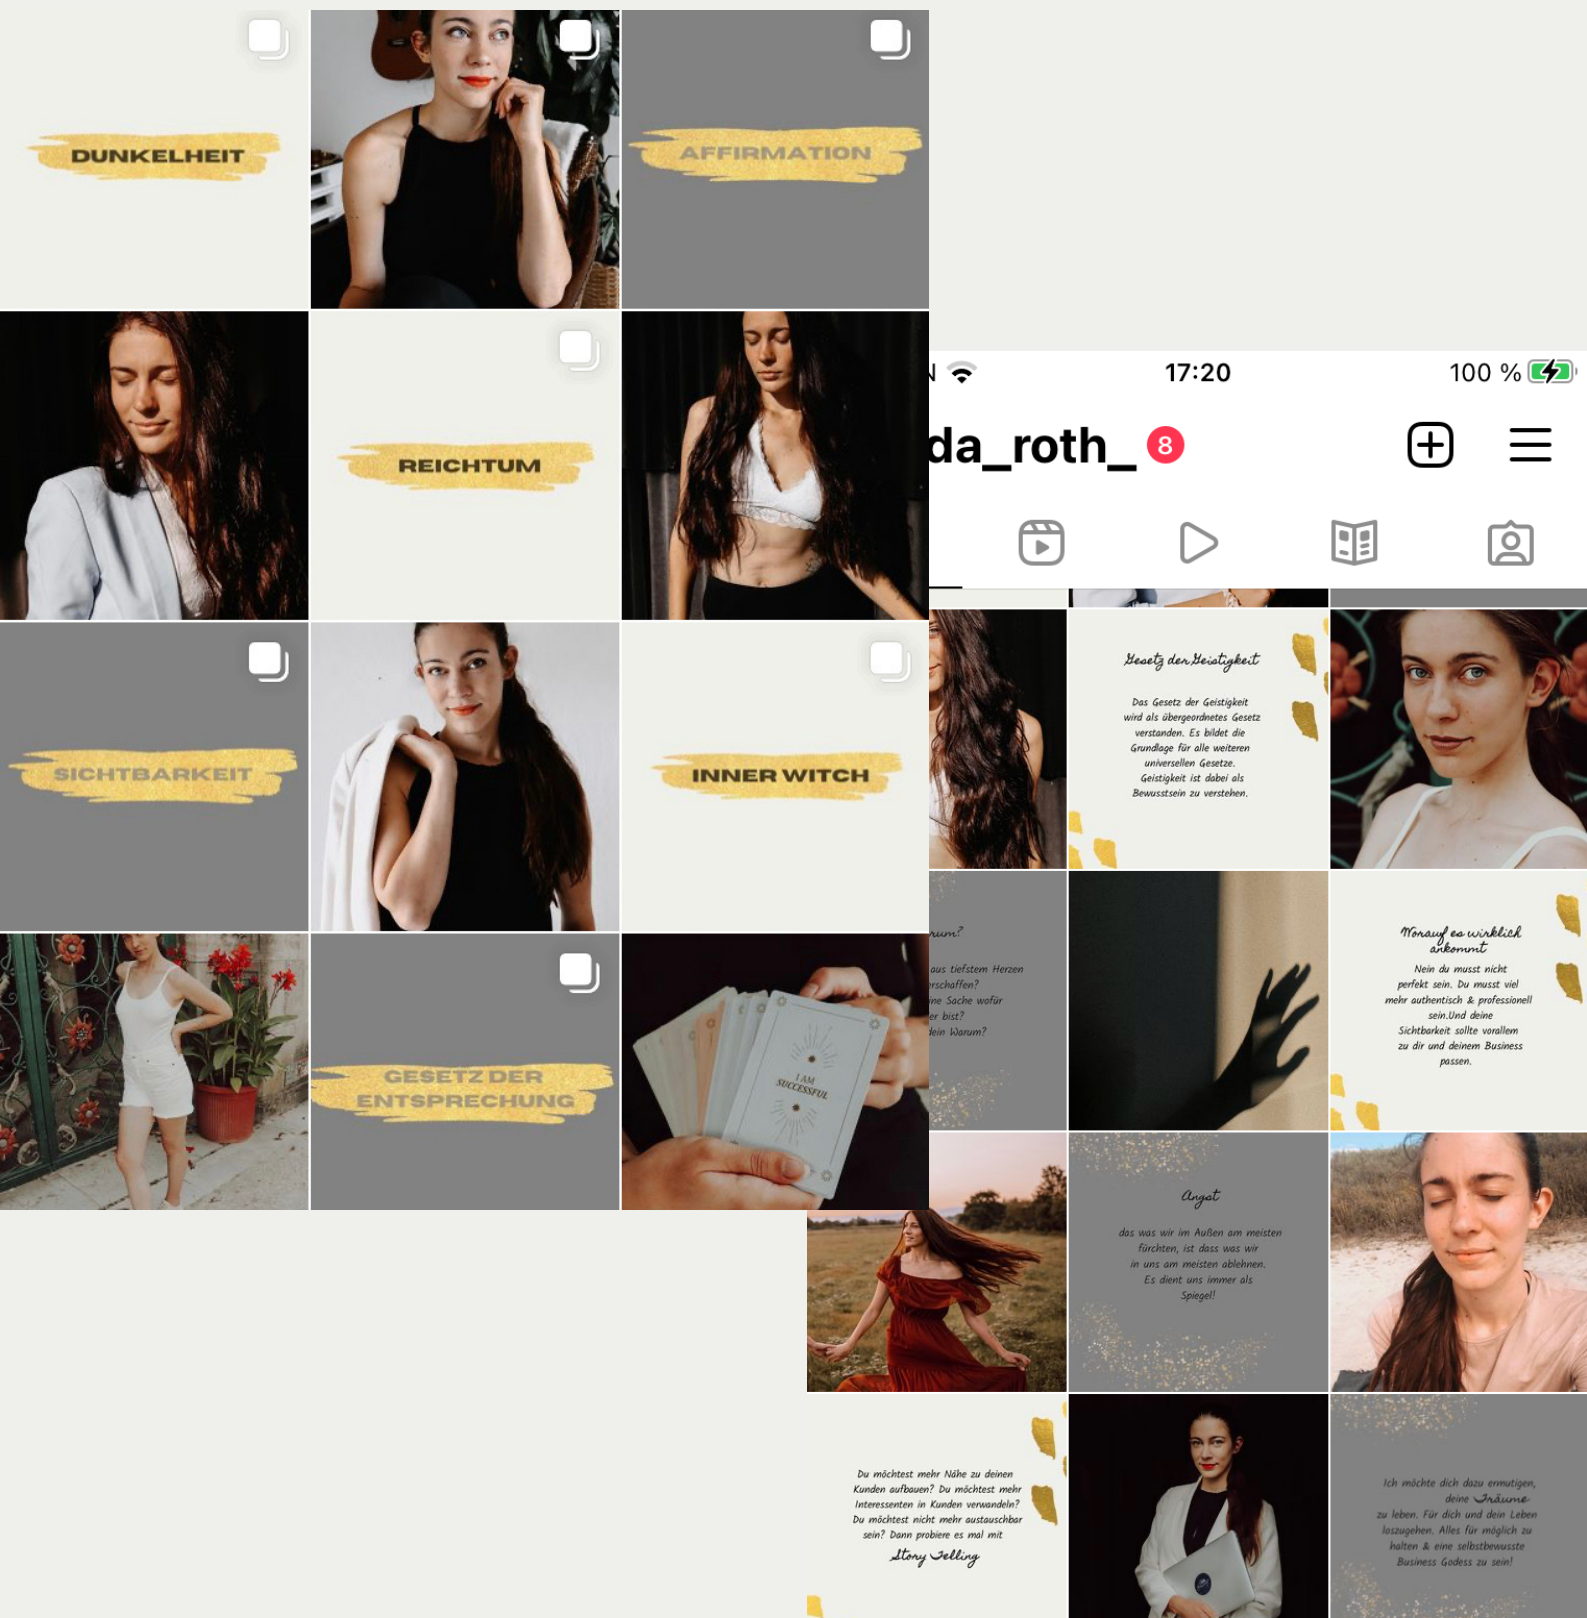 DUNKELHEIT
AFFIRMATION
REICHTUM
SICHTBARKEIT
INNER WITCH
GESETZ DER
ENTSPRECHUNG
I AM
SUCCESSFUL
17:20
100 %
da_roth_ 8
Gesetz der Geistigkeit
Das Gesetz der Geistigkeit
wird als übergeordnetes Gesetz
verstanden. Es bildet die
Grundlage für alle weiteren
universellen Gesetze.
Geistigkeit ist dabei als
Bewusstsein zu verstehen.
rum?
aus tiefstem Herzen
erschaffen?
ine Sache wofür
er bist?
dein Warum?
Worauf es wirklich
ankommt
Nein du musst nicht
perfekt sein. Du musst viel
mehr authentisch & professionell
sein.Und deine
Sichtbarkeit sollte vorallem
zu dir und deinem Business
passen.
Angst
das was wir im Außen am meisten
fürchten, ist dass was wir
in uns am meisten ablehnen.
Es dient uns immer als
Spiegel!
Du möchtest mehr Nähe zu deinen
Kunden aufbauen? Du möchtest mehr
Interessenten in Kunden verwandeln?
Du möchtest nicht mehr austauschbar
sein? Dann probiere es mal mit
Story Telling
Ich möchte dich dazu ermutigen,
deine Träume
zu leben. Für dich und dein Leben
loszugehen. Alles für möglich zu
halten & eine selbstbewusste
Business Godess zu sein!